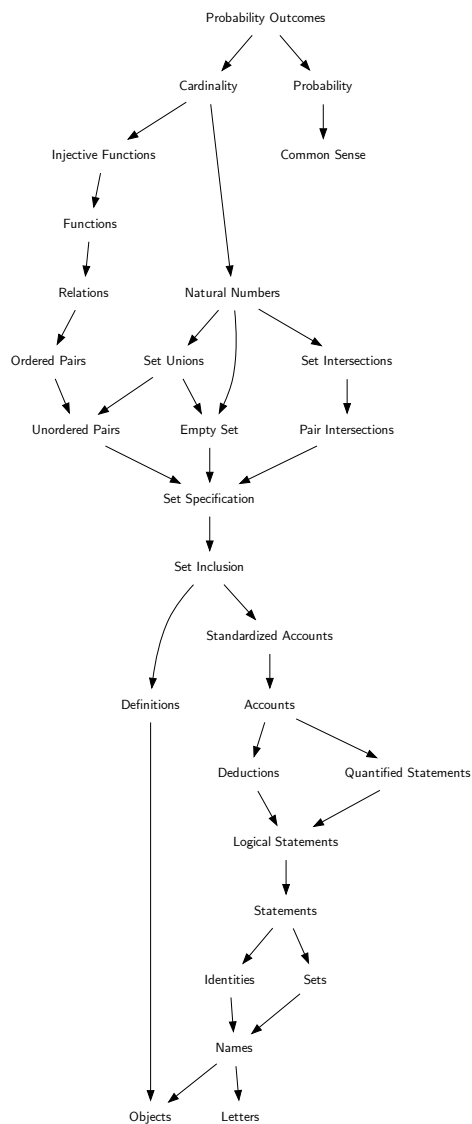 Probability Outcomes
Cardinality
Probability
Injective Functions
Common Sense
Functions
Relations
Natural Numbers
Ordered Pairs
Set Unions
Set Intersections
Unordered Pairs
Empty Set
Pair Intersections
Set Specification
Set Inclusion
Standardized Accounts
Definitions
Accounts
Deductions
Quantified Statements
Logical Statements
Statements
Identities
Sets
Names
Objects
Letters